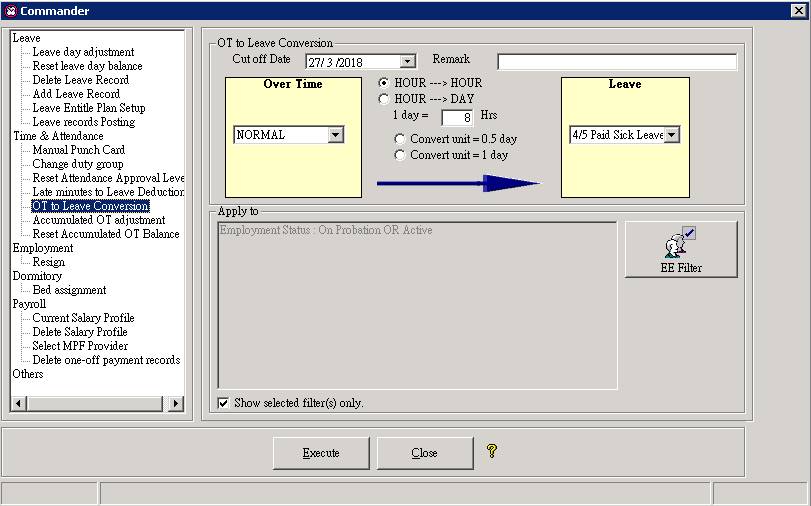 Commander
Leave
Leave day adjustment
Reset leave day balance
Delete Leave Record
Add Leave Record
Leave Entitle Plan Setup
Leave records Posting
Time & Attendance
Manual Punch Card
Change duty group
Reset Attendance Approval Leve
Late minutes to Leave Deduction
OT to Leave Conversion
Accumulated OT adjustment
Reset Accumulated OT Balance
Employment
Resign
Dormitory
Bed assignment
Payroll
Current Salary Profile
Delete Salary Profile
Select MPF Provider
Delete one-off payment records
Others
OT to Leave Conversion
Cut off Date 27/ 3 /2018 Remark
Over Time
NORMAL
HOUR ---> HOUR
HOUR ---> DAY
1 day = 8 Hrs
Convert unit = 0.5 day
Convert unit = 1 day
Leave
4/5 Paid Sick Leave
Apply to
Employment Status : On Probation OR Active
EE Filter
Show selected filter(s) only.
Execute Close ?